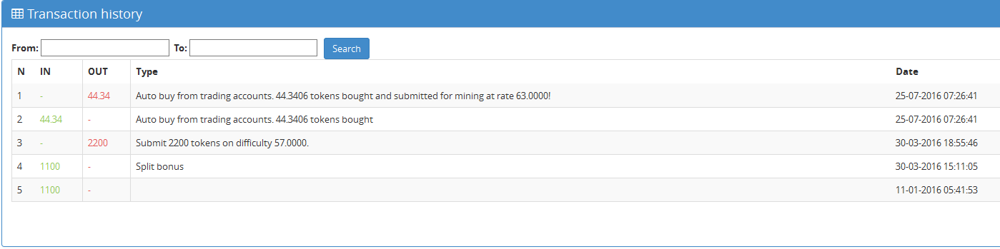 Transaction history
From: To: Search
N IN OUT Type Date
1 - 44.34 Auto buy from trading accounts. 44.3406 tokens bought and submitted for mining at rate 63.0000! 25-07-2016 07:26:41
2 44.34 - Auto buy from trading accounts. 44.3406 tokens bought 25-07-2016 07:26:41
3 - 2200 Submit 2200 tokens on difficulty 57.0000. 30-03-2016 18:55:46
4 1100 - Split bonus 30-03-2016 15:11:05
5 1100 - 11-01-2016 05:41:53